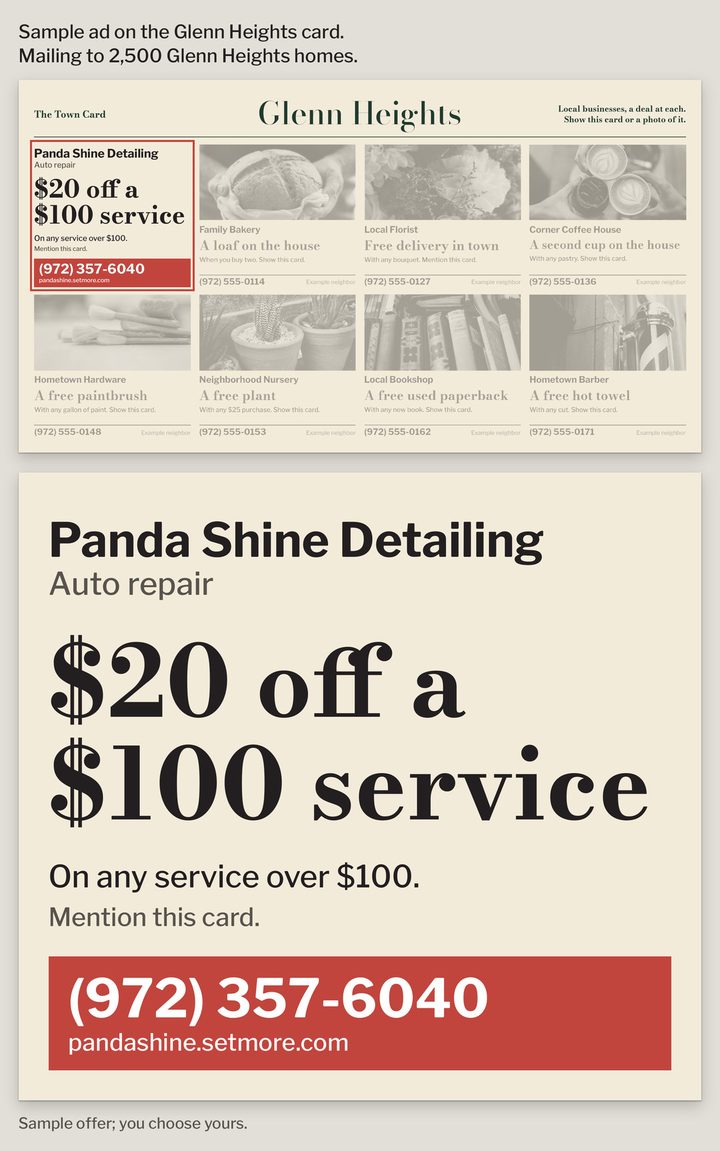 Sample ad on the Glenn Heights card.
Mailing to 2,500 Glenn Heights homes.
The Town Card
Glenn Heights
Local businesses, a deal at each.
Show this card or a photo of it.
Panda Shine Detailing
Auto repair
$20 off a
$100 service
On any service over $100.
Mention this card.
(972) 357-6040
pandashine.setmore.com
Family Bakery
A loaf on the house
When you buy two. Show this card.
(972) 555-0114
Example neighbor
Local Florist
Free delivery in town
With any bouquet. Mention this card.
(972) 555-0127
Example neighbor
Corner Coffee House
A second cup on the house
With any pastry. Show this card.
(972) 555-0136
Example neighbor
Hometown Hardware
A free paintbrush
With any gallon of paint. Show this card.
(972) 555-0148
Example neighbor
Neighborhood Nursery
A free plant
With any $25 purchase. Show this card.
(972) 555-0153
Example neighbor
Local Bookshop
A free used paperback
With any new book. Show this card.
(972) 555-0162
Example neighbor
Hometown Barber
A free hot towel
With any cut. Show this card.
(972) 555-0171
Example neighbor
Panda Shine Detailing
Auto repair
$20 off a
$100 service
On any service over $100.
Mention this card.
(972) 357-6040
pandashine.setmore.com
Sample offer; you choose yours.